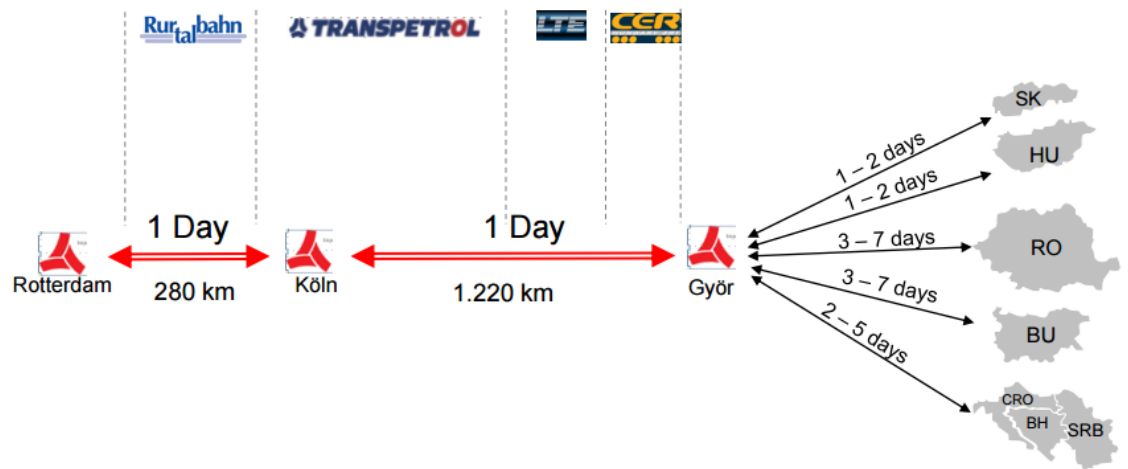 Rurtalbahn
TRANSPETROL
LTE
CER
SK
HU
1 – 2 days
1 – 2 days
1 Day
1 Day
3 – 7 days
RO
Rotterdam
280 km
Köln
1.220 km
Györ
3 – 7 days
BU
2 – 5 days
CRO
BH
SRB